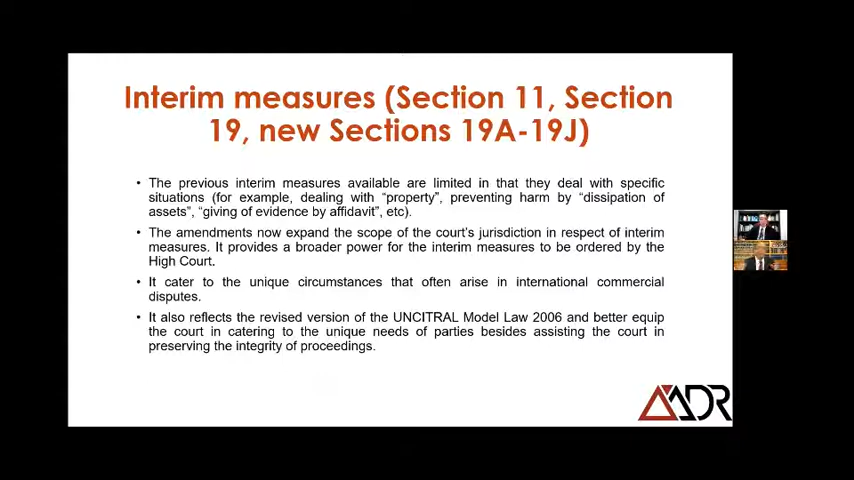 Interim measures (Section 11, Section
19, new Sections 19A-19J)
• The previous interim measures available are limited in that they deal with specific
situations (for example, dealing with “property”, preventing harm by “dissipation of
assets”, “giving of evidence by affidavit”, etc).
• The amendments now expand the scope of the court’s jurisdiction in respect of interim
measures. It provides a broader power for the interim measures to be ordered by the
High Court.
• It cater to the unique circumstances that often arise in international commercial
disputes.
• It also reflects the revised version of the UNCITRAL Model Law 2006 and better equip
the court in catering to the unique needs of parties besides assisting the court in
preserving the integrity of proceedings.
AADR